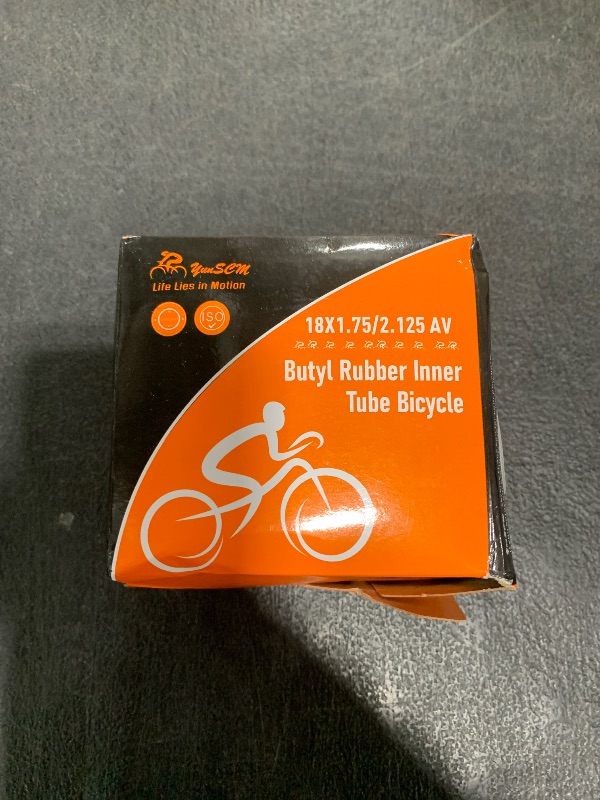 YunSCM
Life Lies in Motion
ISO
18X1.75/2.125 AV
Butyl Rubber Inner
Tube Bicycle